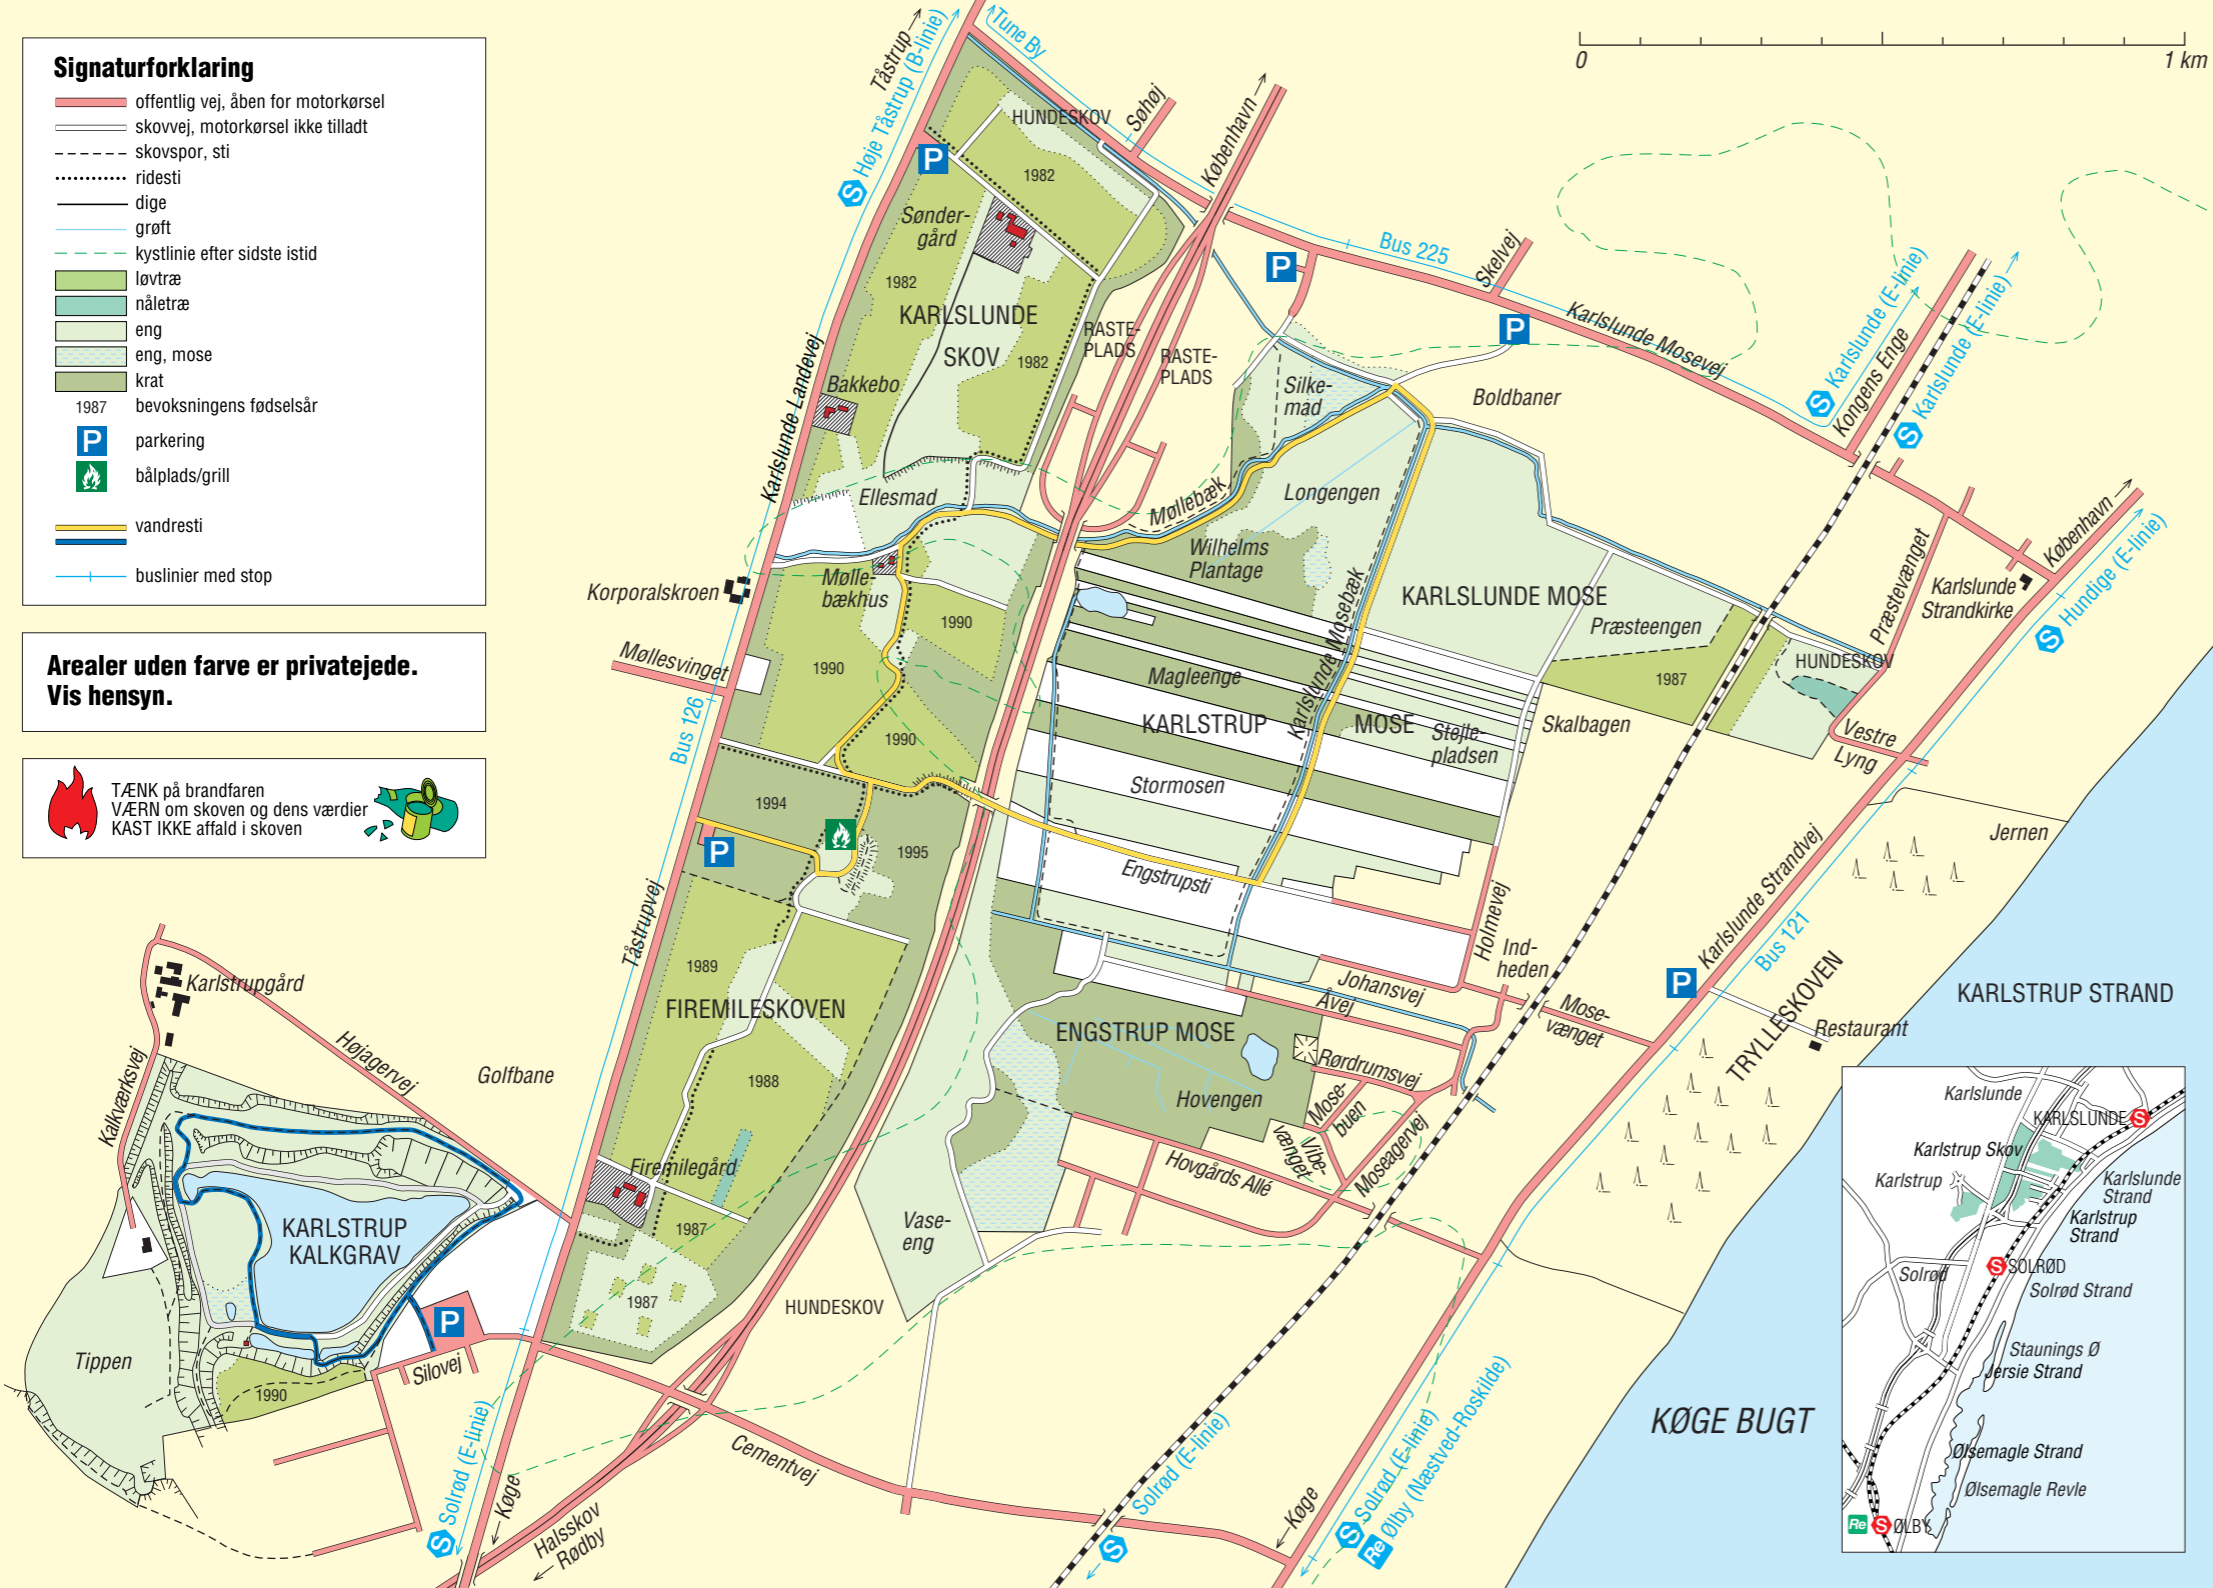 Signaturforklaring
offentlig vej, åben for motorkørsel
skovvej, motorkørsel ikke tilladt
skovspor, sti
ridesti
dige
grøft
kystlinie efter sidste istid
løvtræ
nåletræ
eng
eng, mose
krat
1987 bevoksningens fødselsår
P parkering
bålplads/grill
vandresti
buslinier med stop
Arealer uden farve er privatejede.
Vis hensyn.
TÆNK på brandfaren
VÆRN om skoven og dens værdier
KAST IKKE affald i skoven
0 1 km
Tåstrup
S Høje Tåstrup (B-linie)
Tune By
HUNDESKOV
Søhøj
København
P
1982
Sønder-
gård
1982
KARLSLUNDE
SKOV
1982
Bakkebo
Karlslunde Landevej
RASTE-
PLADS
RASTE-
PLADS
P
Bus 225
Skelvej
P
Karlslunde Mosevej
S Karlslunde (E-linie)
Kongens Enge
S Karlslunde (E-linie)
Silke-
mad
Boldbaner
Ellesmad
Møllebæk
Longengen
Wilhelms
Plantage
Korporalskroen
Mølle-
bækhus
1990
1990
1990
Møllesvinget
Bus 126
Karlslunde Mosebæk
KARLSLUNDE MOSE
Præsteengen
1987
HUNDESKOV
Præstevænget
Karlslunde
Strandkirke
København
S Hundige (E-linie)
Magleenge
KARLSTRUP MOSE
Stejle-
pladsen
Skalbagen
Stormosen
Vestre
Lyng
Jernen
1994
1995
P
Engstrupsti
Tåstrupvej
Holmevej
Ind-
heden
Karlslunde Strandvej
Bus 121
P
TRYLLESKOVEN
KARLSTRUP STRAND
Restaurant
1989
FIREMILESKOVEN
1988
Johansvej
Åvej
Mose-
vænget
ENGSTRUP MOSE
Rørdrumsvej
Mose-
buen
Hovengen
Vibe-
vænget
Moseagervej
Hovgårds Allé
Karlstrupgård
Højagervej
Kalkværksvej
Golfbane
Firemilegård
1987
1987
Vase-
eng
HUNDESKOV
KARLSTRUP
KALKGRAV
P
Tippen
Silovej
1990
S Solrød (E-linie)
Køge
Halsskov
Rødby
Cementvej
S Solrød (E-linie)
Køge
S Solrød (E-linie)
Re Ølby (Næstved-Roskilde)
KØGE BUGT
Karlslunde
KARLSLUNDE S
Karlstrup Skov
Karlstrup
Karlslunde
Strand
Karlstrup
Strand
Solrød
S SOLRØD
Solrød Strand
Staunings Ø
Jersie Strand
Ølsemagle Strand
Ølsemagle Revle
Re S ØLBY